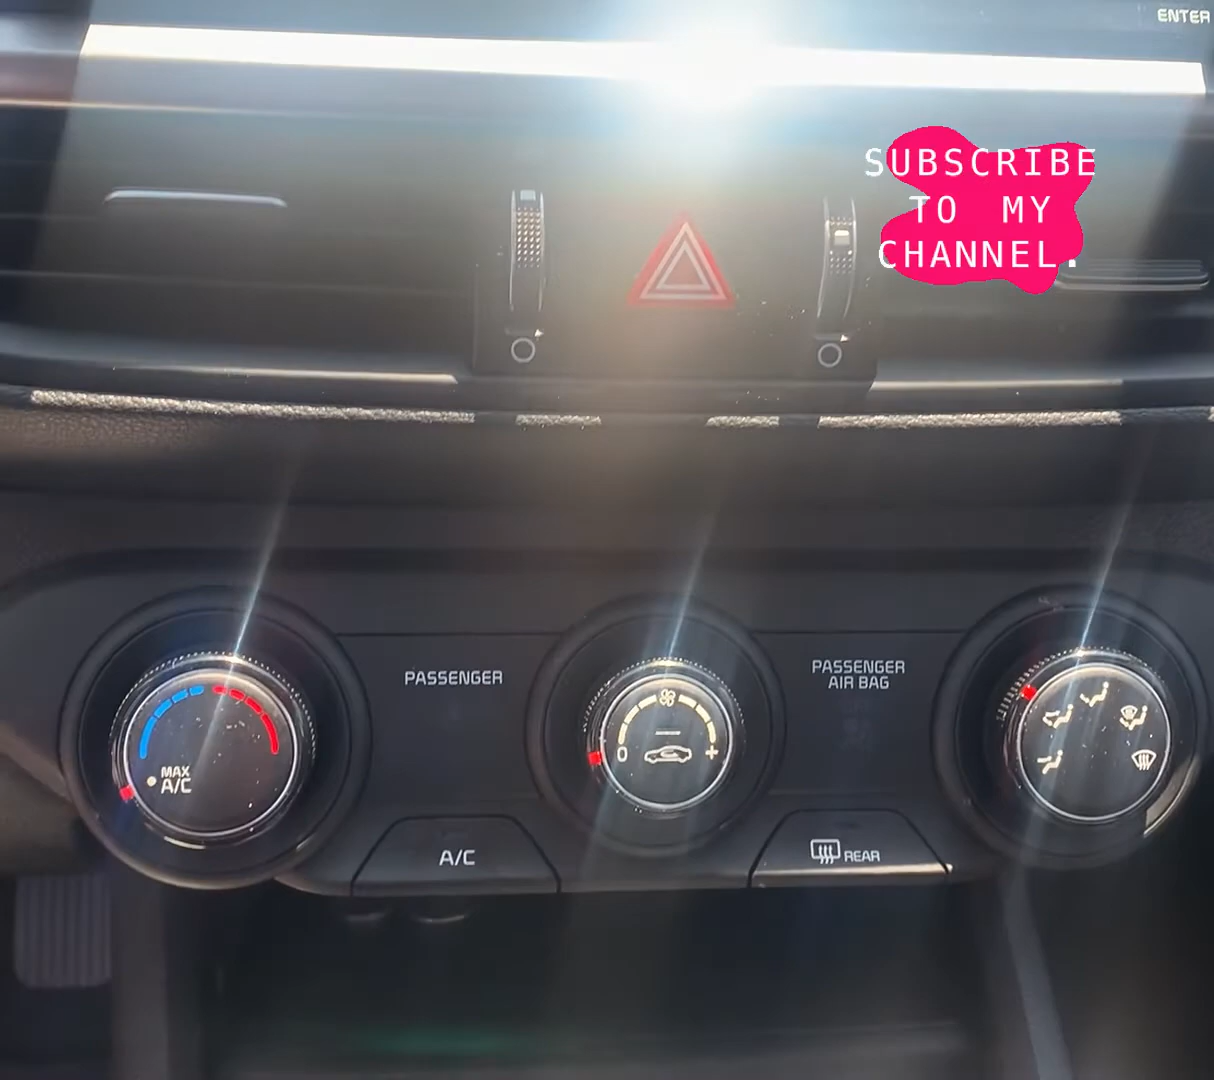 ENTER
SUBSCRIBE
TO MY
CHANNEL.
PASSENGER
PASSENGER
AIR BAG
0
+
MAX
A/C
A/C
REAR